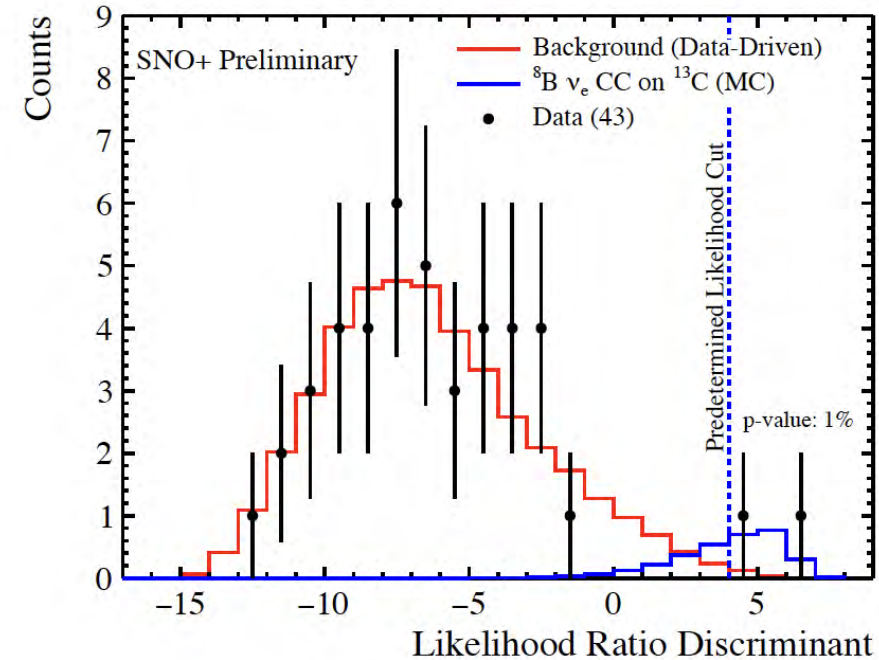 Counts
9
8
7
6
5
4
3
2
1
0
SNO+ Preliminary
Background (Data-Driven)
⁸B νₑ CC on ¹³C (MC)
Data (43)
Predetermined Likelihood Cut
p-value: 1%
−15 −10 −5 0 5
Likelihood Ratio Discriminant